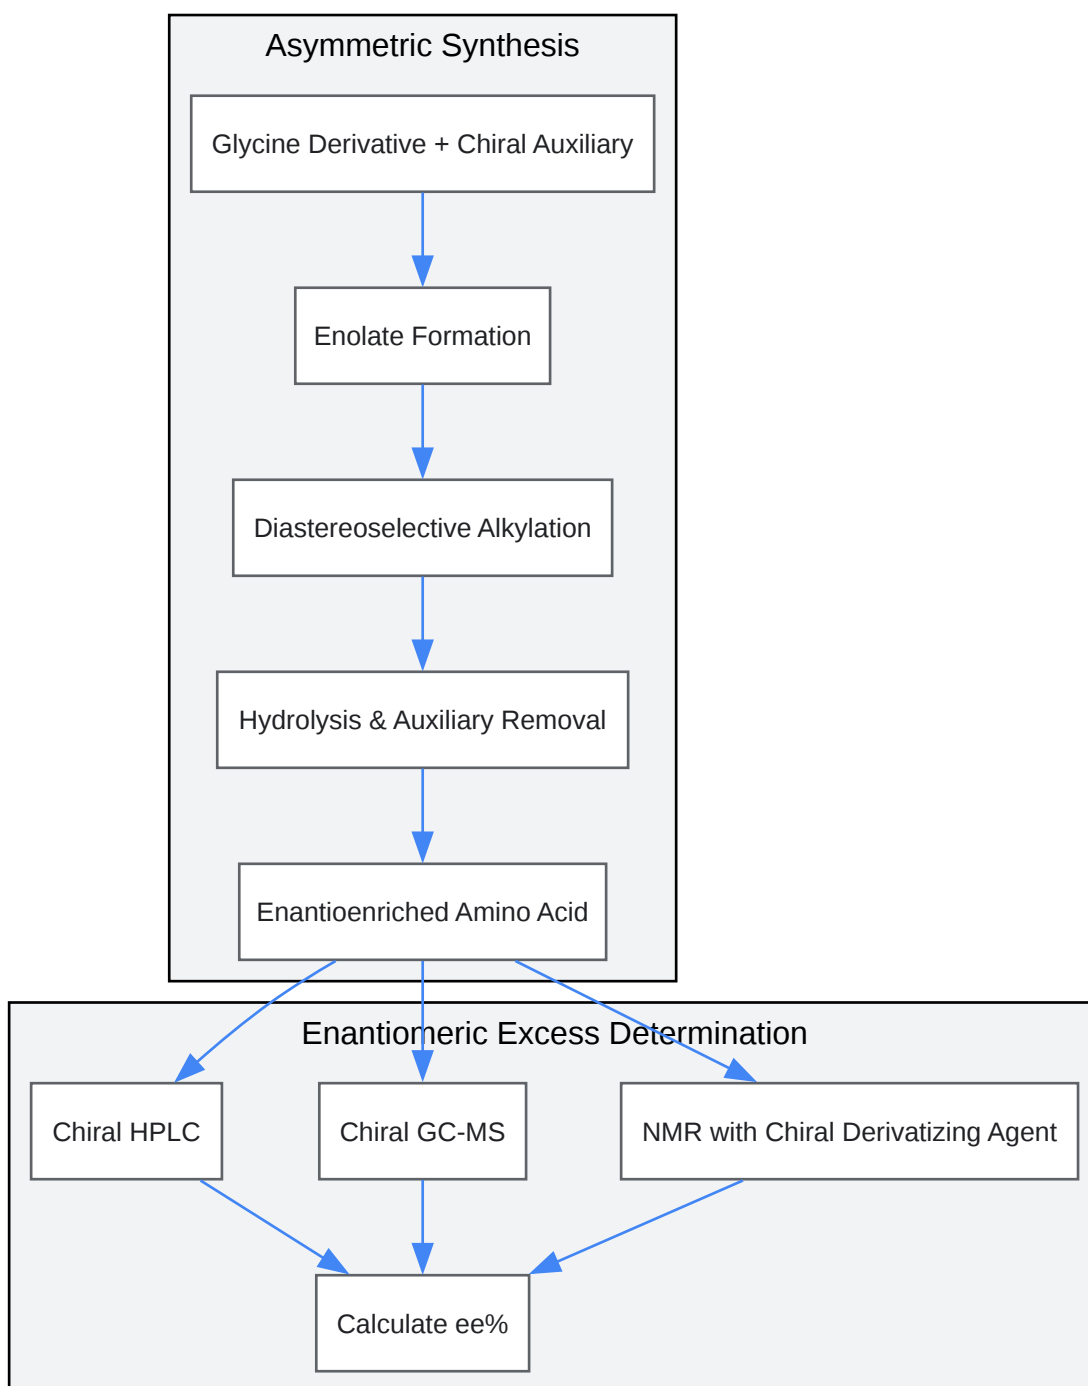 Asymmetric Synthesis
Glycine Derivative + Chiral Auxiliary
Enolate Formation
Diastereoselective Alkylation
Hydrolysis & Auxiliary Removal
Enantioenriched Amino Acid
Enantiomeric Excess Determination
Chiral HPLC
Chiral GC-MS
NMR with Chiral Derivatizing Agent
Calculate ee%